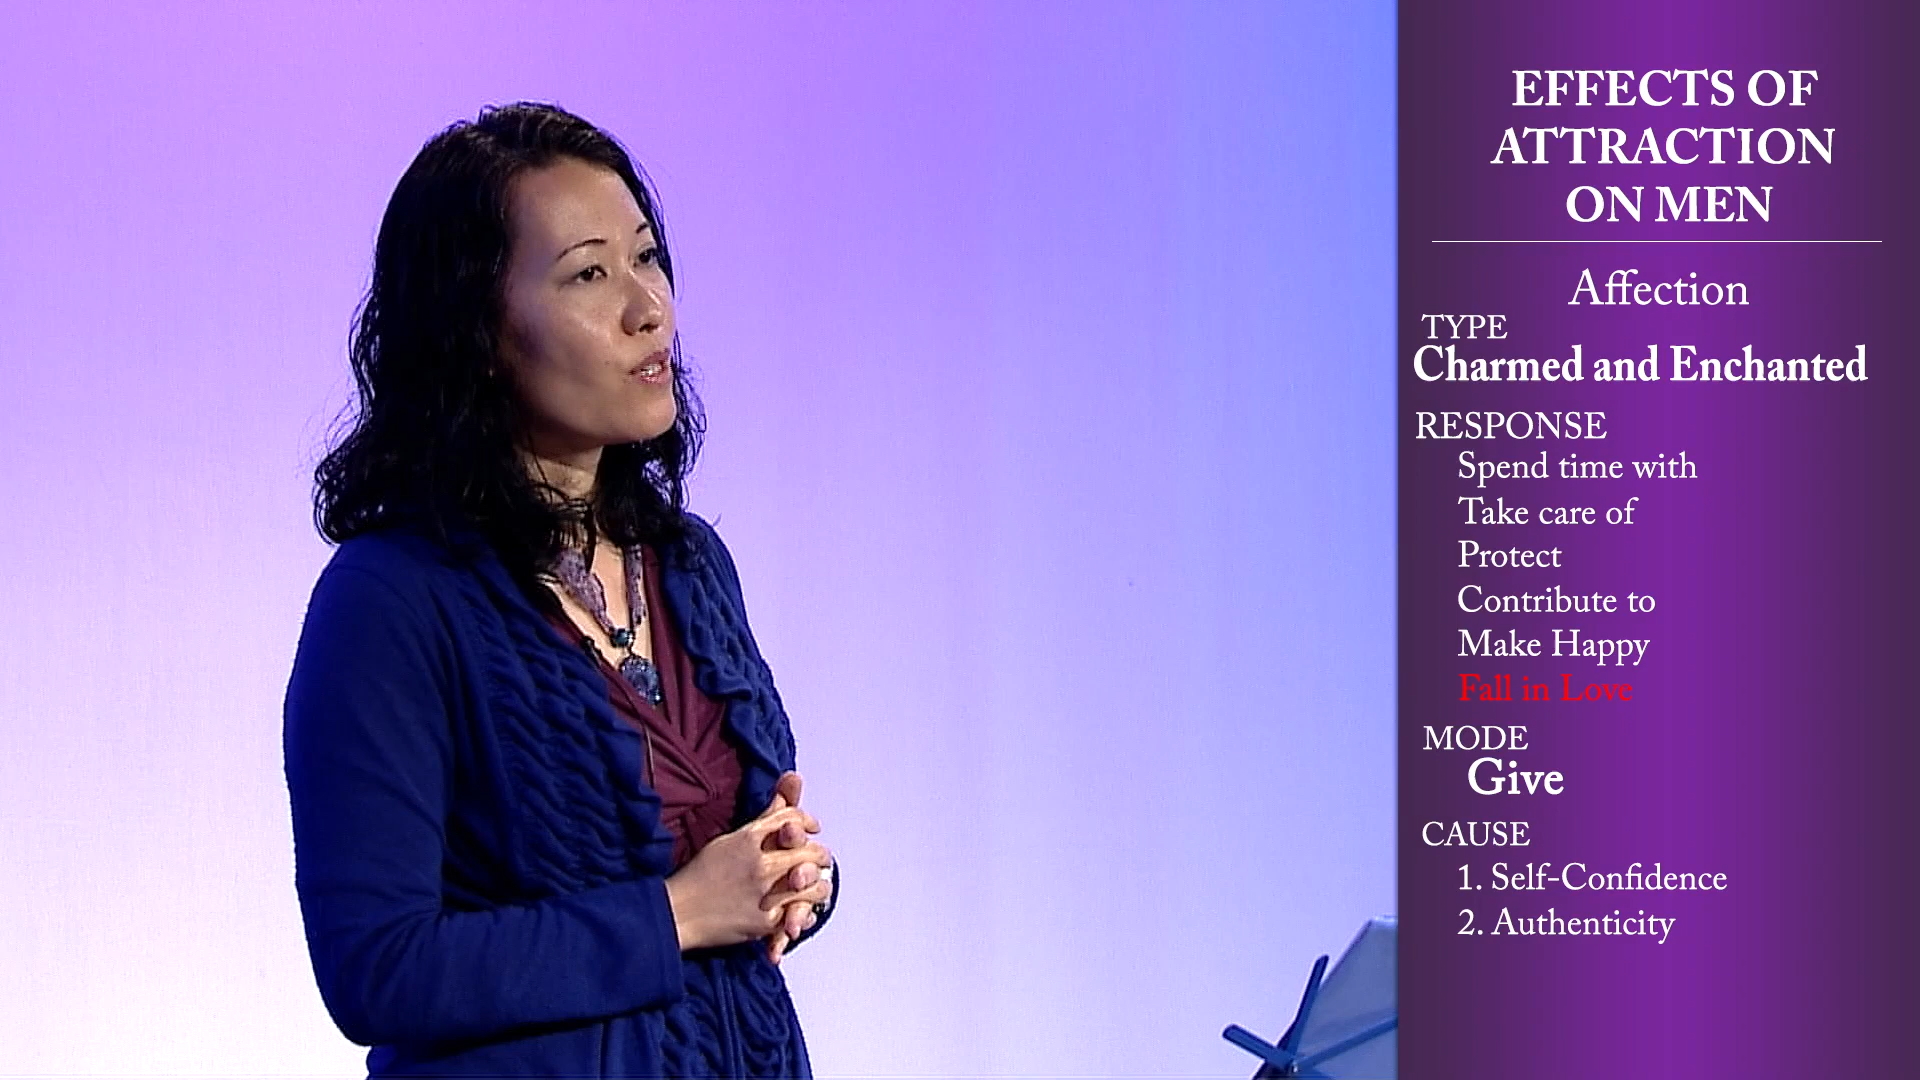 EFFECTS OF
ATTRACTION
ON MEN
Affection
TYPE
Charmed and Enchanted
RESPONSE
Spend time with
Take care of
Protect
Contribute to
Make Happy
Fall in Love
MODE
Give
CAUSE
1. Self-Confidence
2. Authenticity